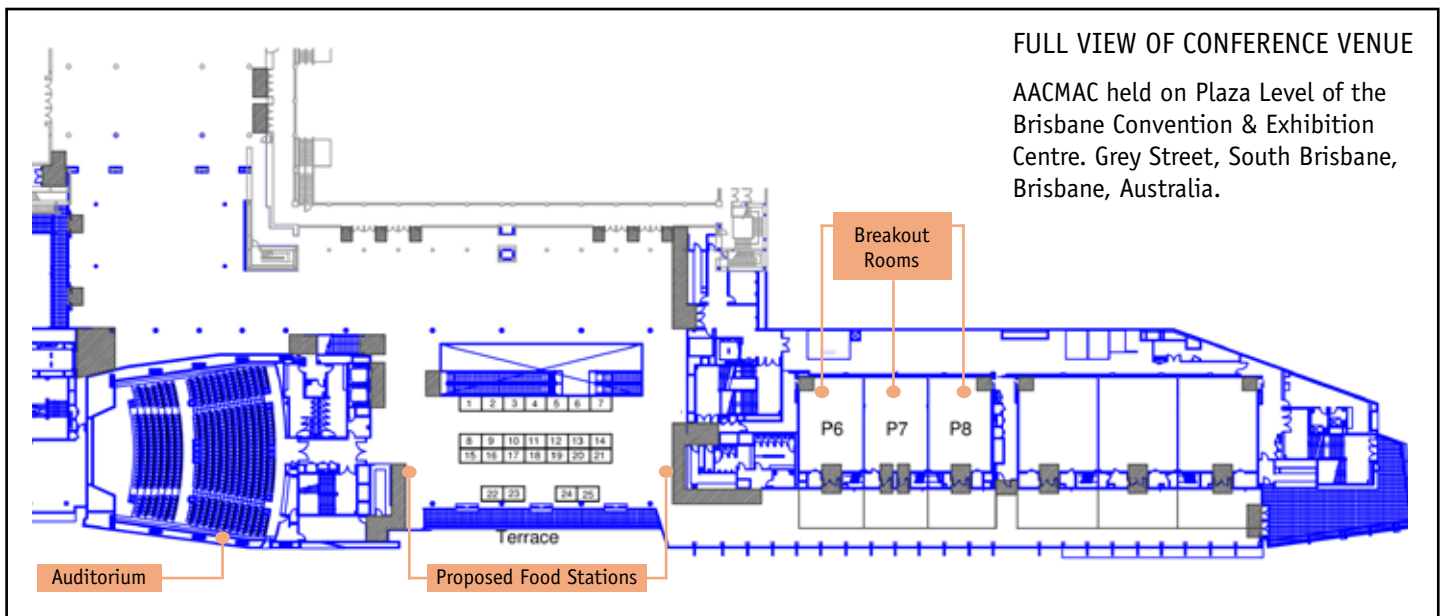 FULL VIEW OF CONFERENCE VENUE
AACMAC held on Plaza Level of the
Brisbane Convention & Exhibition
Centre. Grey Street, South Brisbane,
Brisbane, Australia.
Breakout
Rooms
P6 P7 P8
1 2 3 4 5 6 7
8 9 10 11 12 13 14
15 16 17 18 19 20 21
22 23 24 25
Terrace
Auditorium
Proposed Food Stations